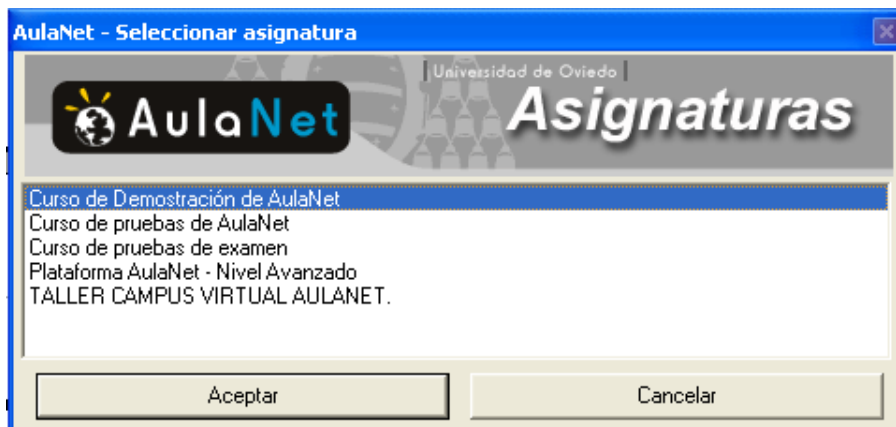 AulaNet - Seleccionar asignatura
Universidad de Oviedo
AulaNet
Asignaturas
Curso de Demostración de AulaNet
Curso de pruebas de AulaNet
Curso de pruebas de examen
Plataforma AulaNet - Nivel Avanzado
TALLER CAMPUS VIRTUAL AULANET.
Aceptar
Cancelar